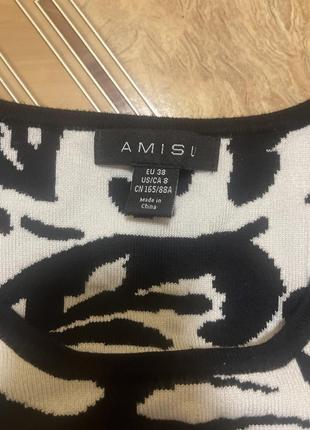 AMISU
EU 38
US/CA 8
CN 165/88A
Made in
China